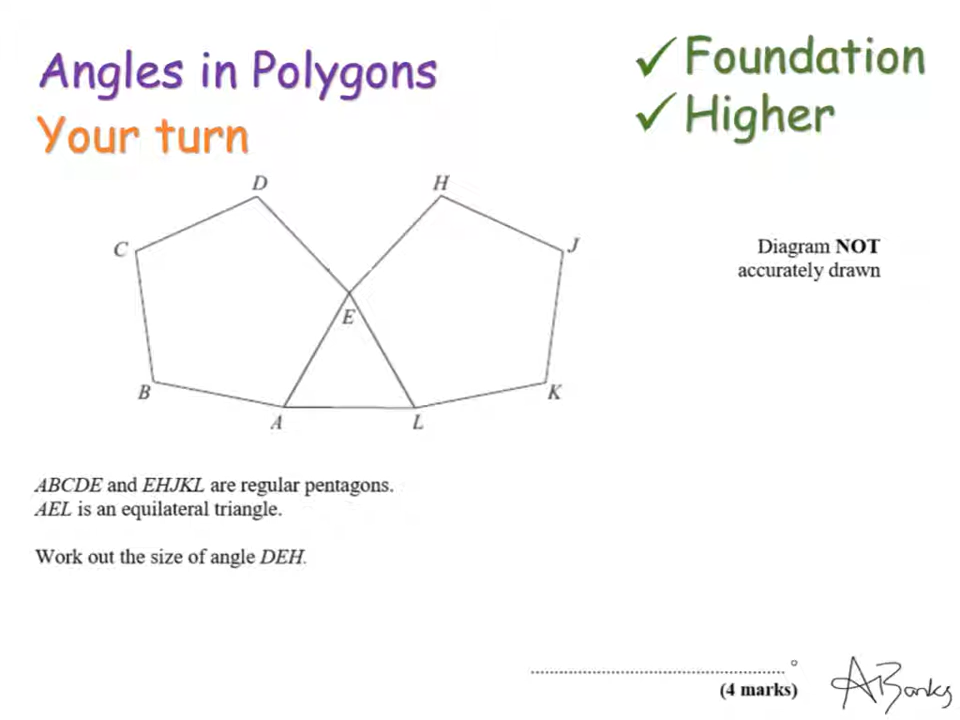 Angles in Polygons
Your turn
✓ Foundation
✓ Higher
D
H
C
J
E
B
K
A
L
Diagram NOT
accurately drawn
ABCDE and EHJKL are regular pentagons.
AEL is an equilateral triangle.
Work out the size of angle DEH.
..........................................................°
(4 marks)
ABanks